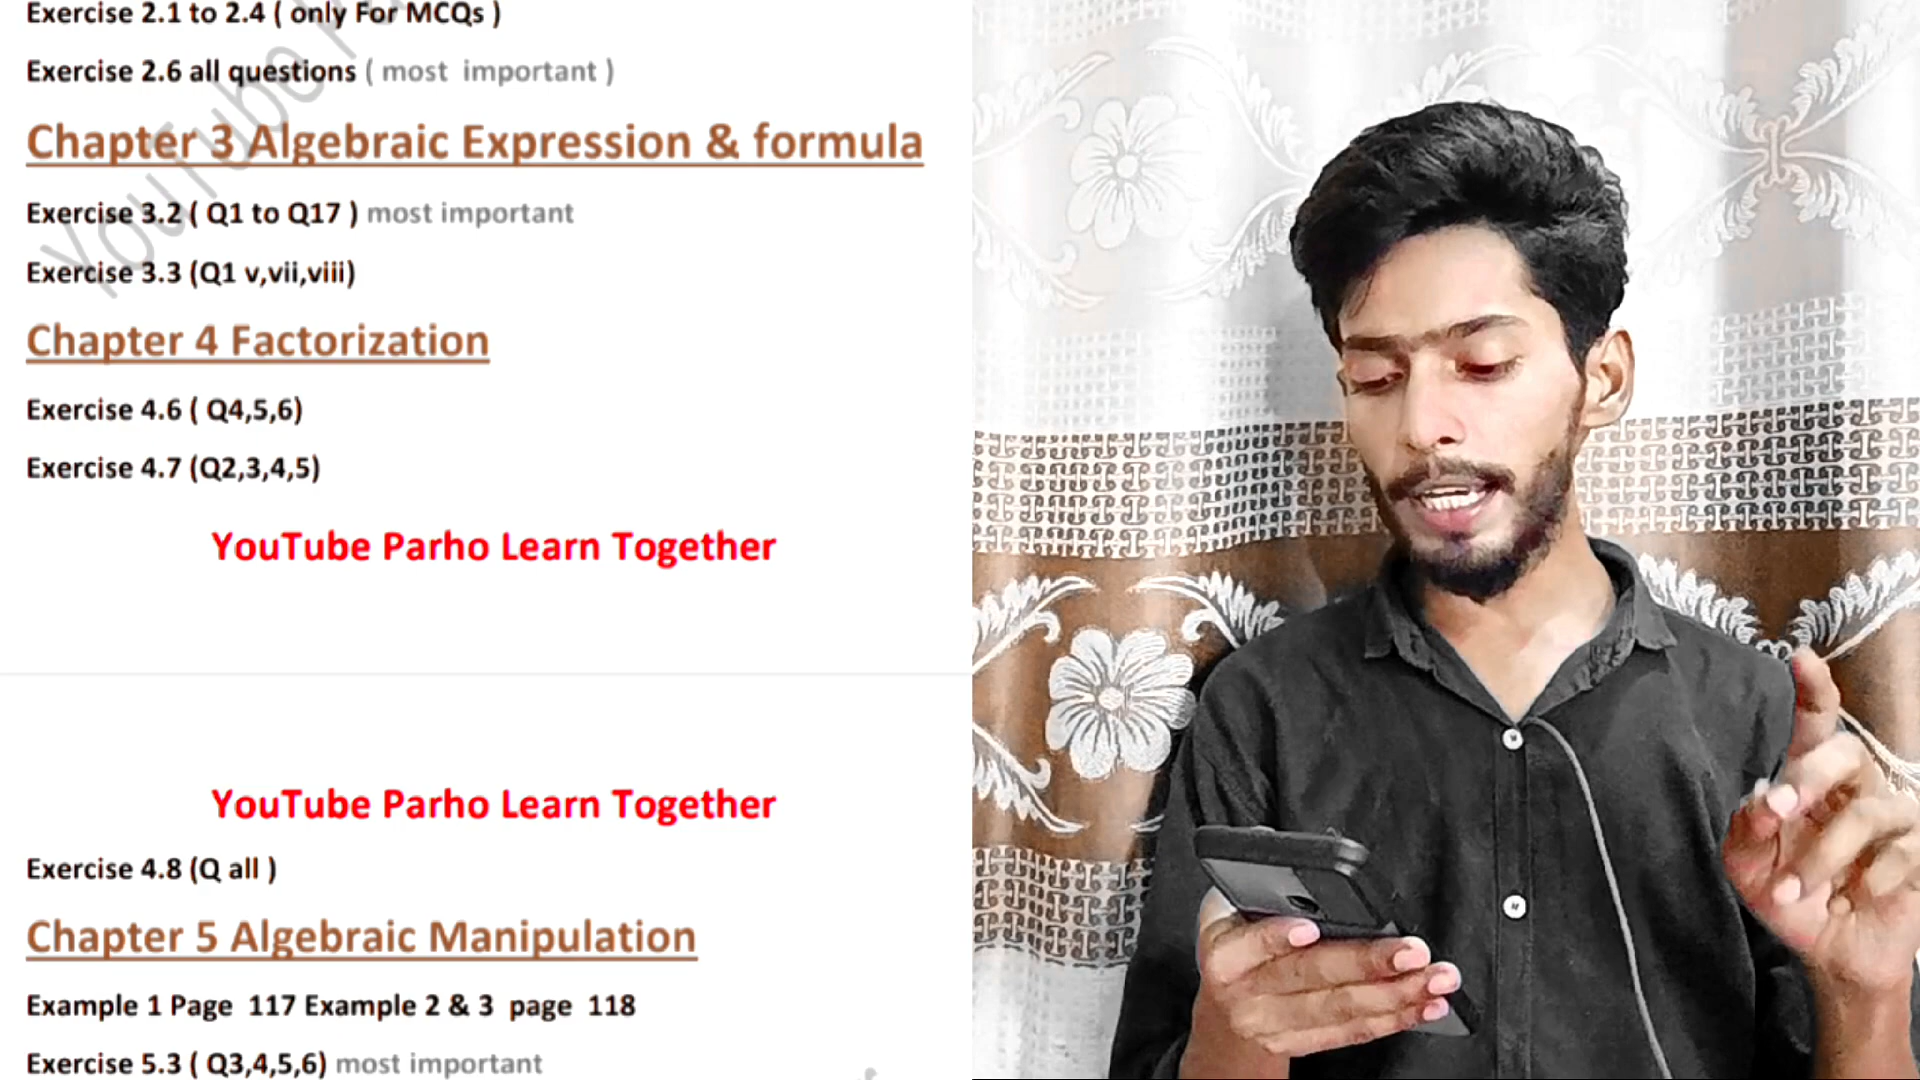 Exercise 2.1 to 2.4 ( only For MCQs )
Exercise 2.6 all questions ( most important )
Chapter 3 Algebraic Expression & formula
Exercise 3.2 ( Q1 to Q17 ) most important
Exercise 3.3 (Q1 v,vii,viii)
Chapter 4 Factorization
Exercise 4.6 ( Q4,5,6)
Exercise 4.7 (Q2,3,4,5)
YouTube Parho Learn Together
YouTube Parho Learn Together
Exercise 4.8 (Q all )
Chapter 5 Algebraic Manipulation
Example 1 Page 117 Example 2 & 3 page 118
Exercise 5.3 ( Q3,4,5,6) most important
YouTube